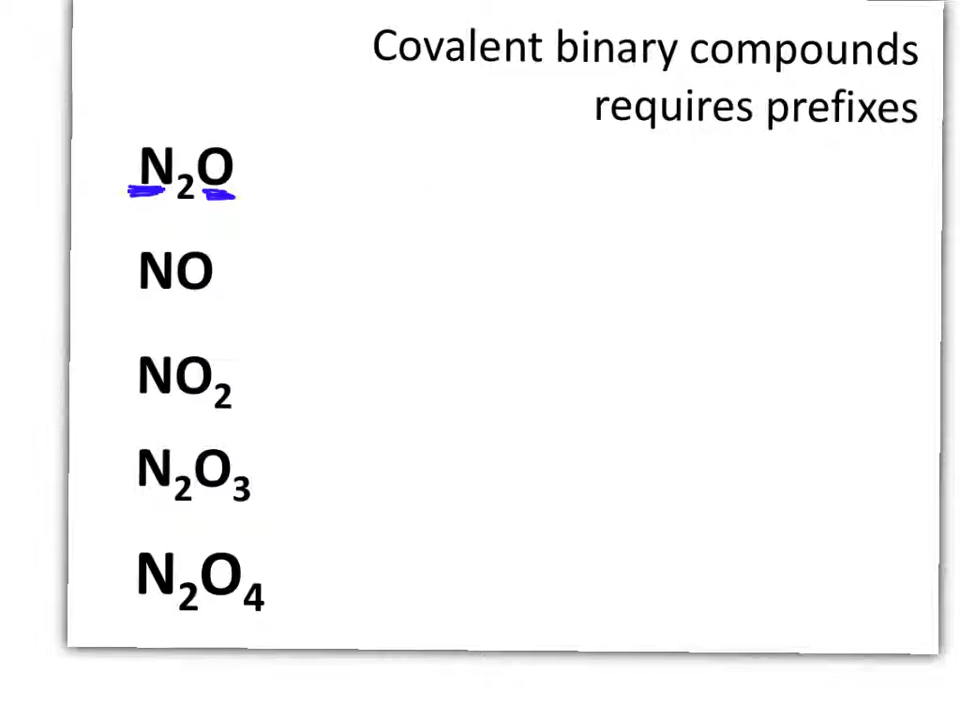 Covalent binary compounds
requires prefixes
N₂O
NO
NO₂
N₂O₃
N₂O₄